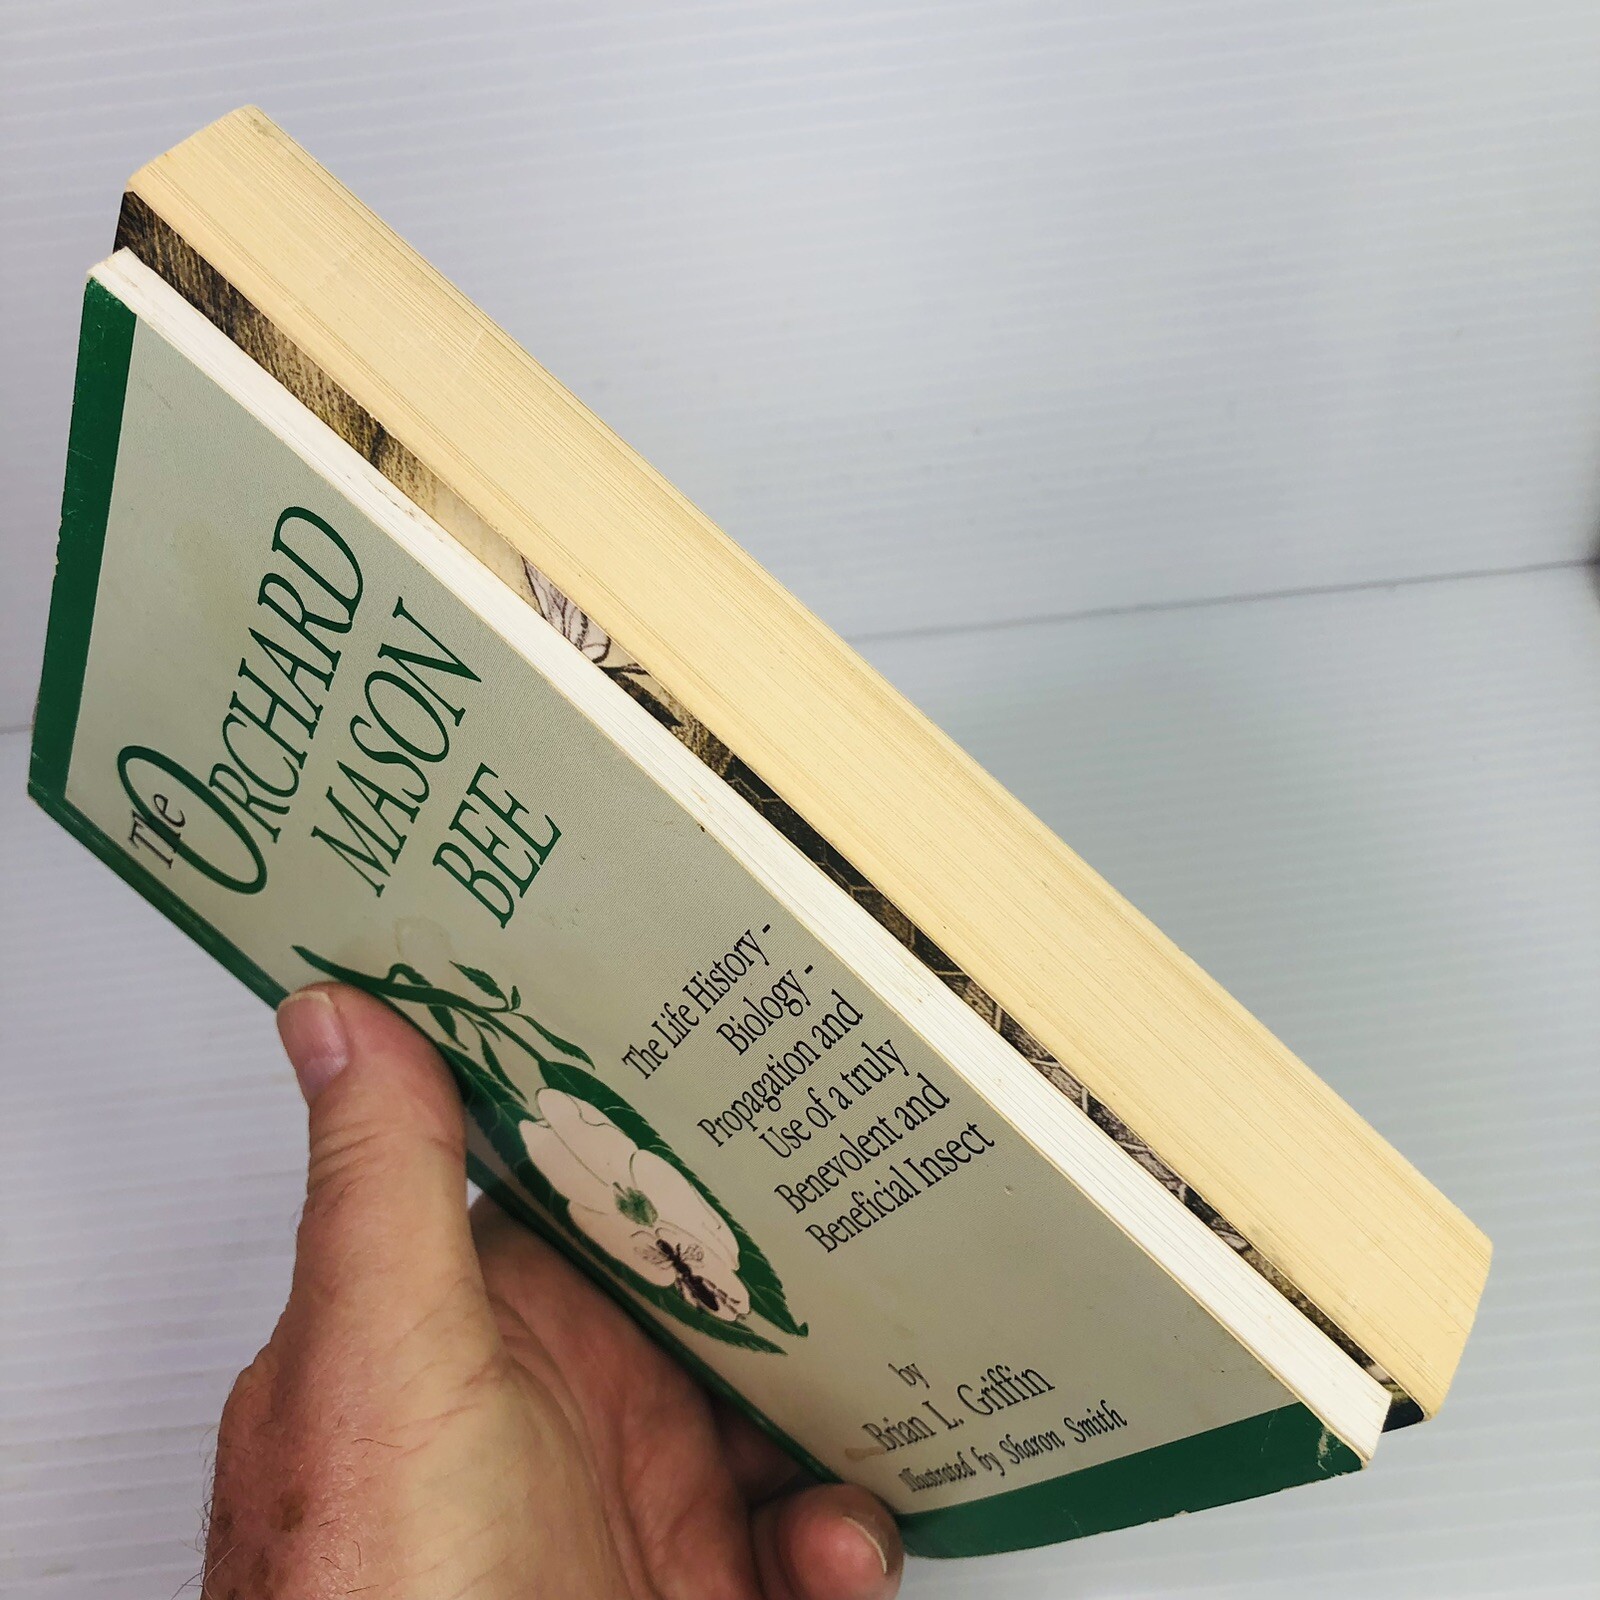 The
ORCHARD
MASON
BEE
The Life History -
Biology -
Propagation and
Use of a truly
Benevolent and
Beneficial Insect
by
Brian L. Griffin
Illustrated by Sharon Smith